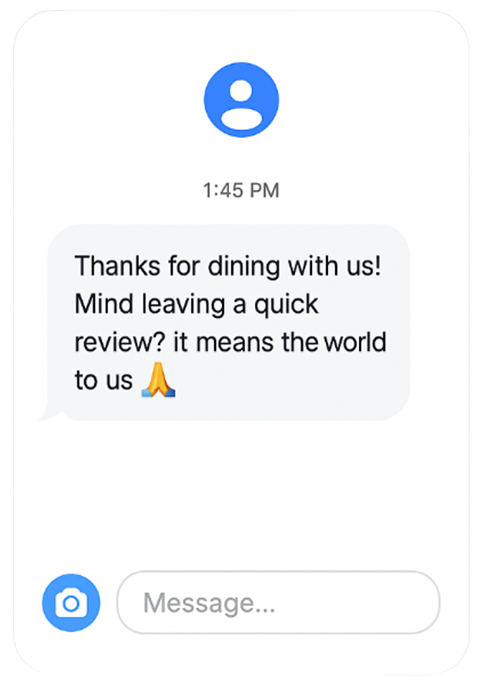 1:45 PM
Thanks for dining with us!
Mind leaving a quick
review? it means the world
to us 🙏
Message...